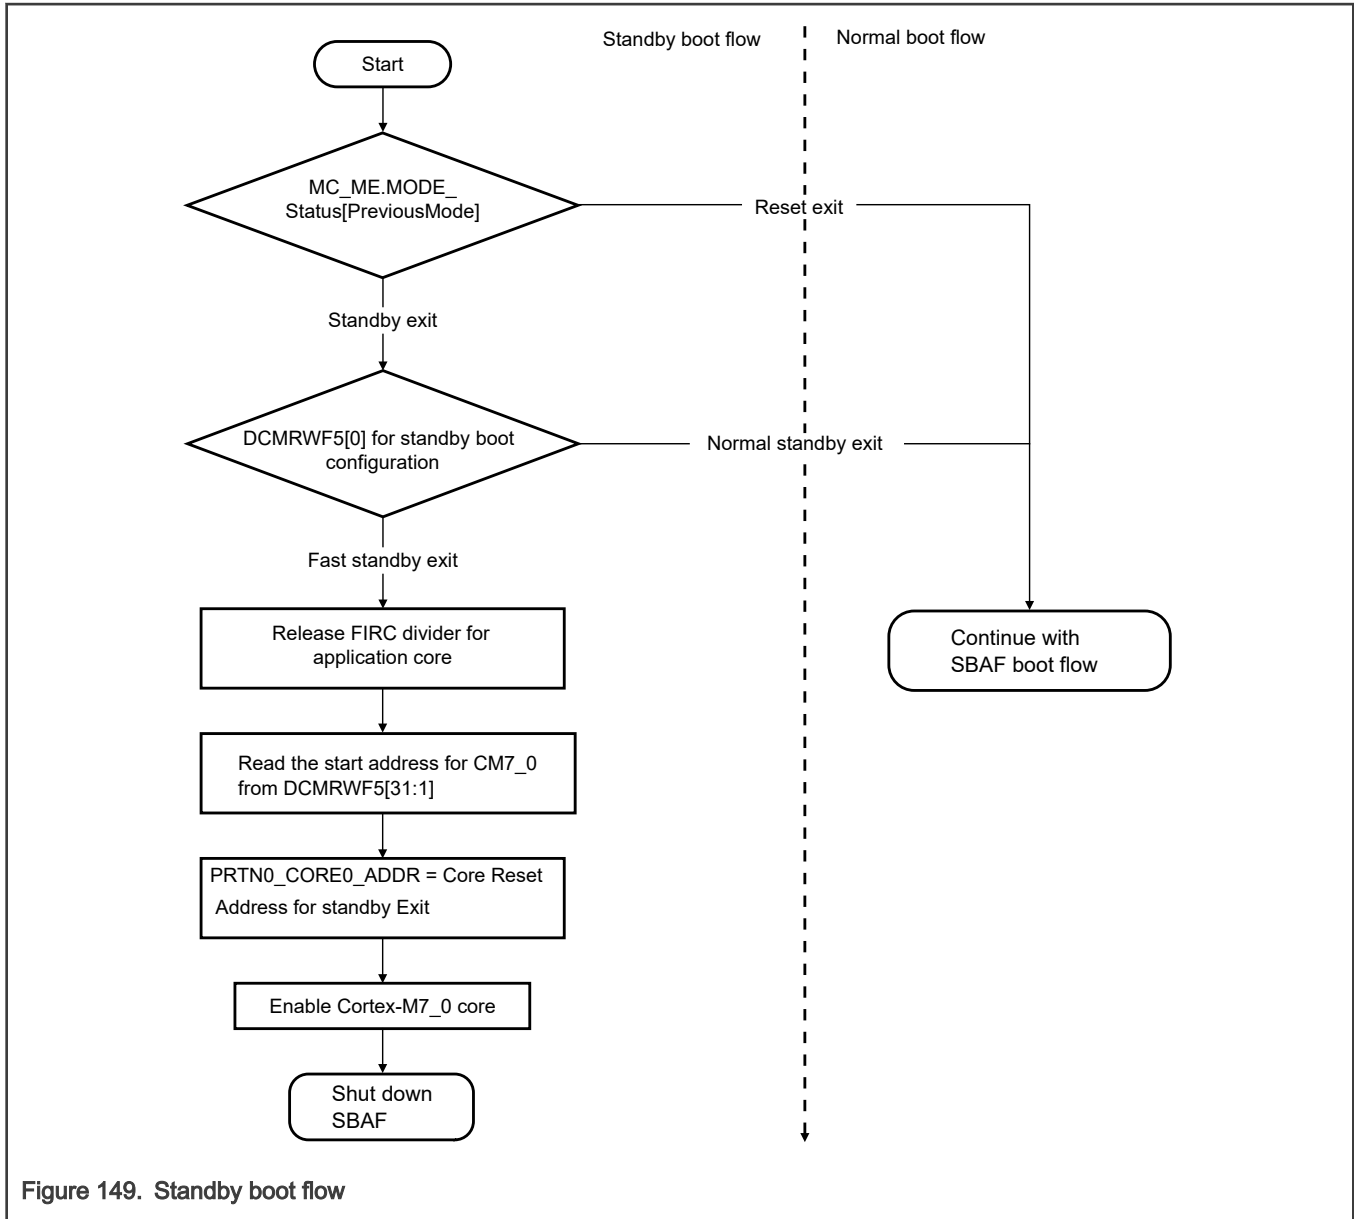 Standby boot flow
Normal boot flow
Start
MC_ME.MODE_
Status[PreviousMode]
Reset exit
Standby exit
DCMRWF5[0] for standby boot
configuration
Normal standby exit
Fast standby exit
Release FIRC divider for
application core
Continue with
SBAF boot flow
Read the start address for CM7_0
from DCMRWF5[31:1]
PRTN0_CORE0_ADDR = Core Reset
Address for standby Exit
Enable Cortex-M7_0 core
Shut down
SBAF
Figure 149. Standby boot flow